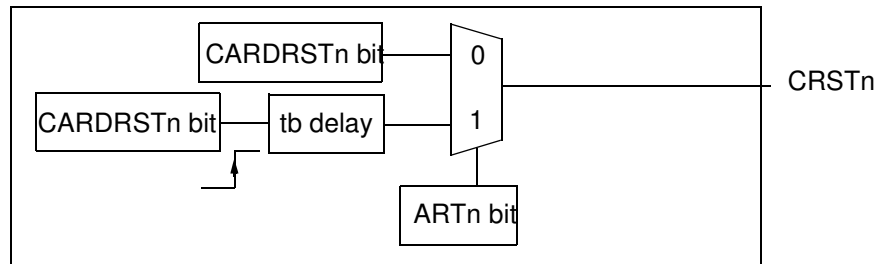 CARDRSTn bit
0
CRSTn
CARDRSTn bit
tb delay
1
ARTn bit